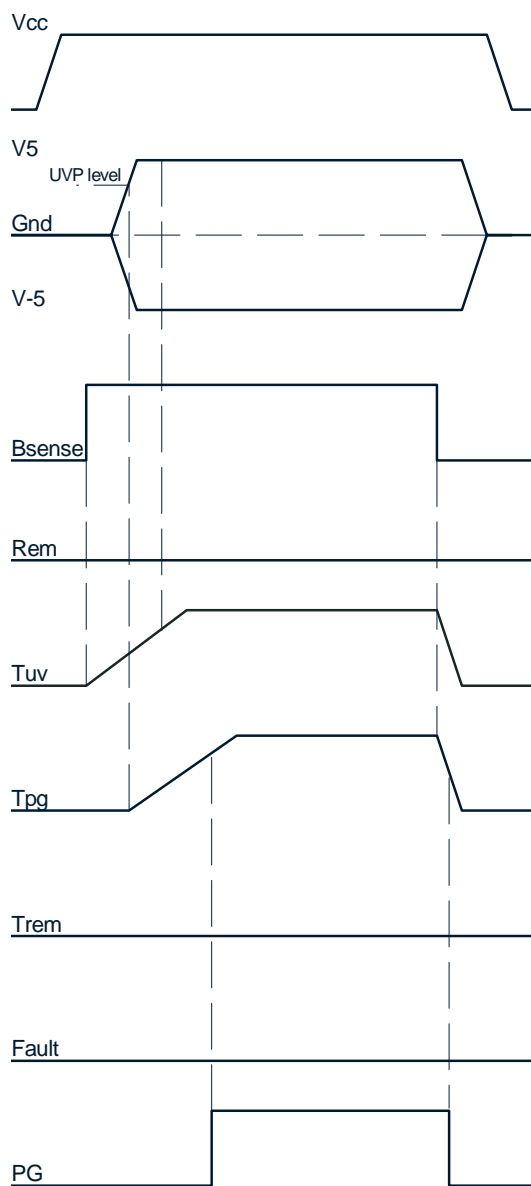 Vcc
V5
UVP level
Gnd
V-5
Bsense
Rem
Tuv
Tpg
Trem
Fault
PG